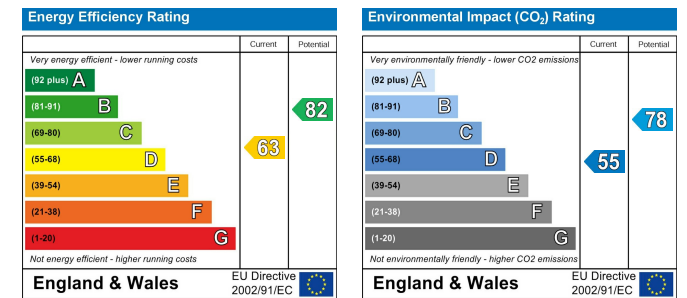 Energy Efficiency Rating
Current Potential
Very energy efficient - lower running costs
(92 plus) A
(81-91) B
(69-80) C
(55-68) D
(39-54) E
(21-38) F
(1-20) G
63
82
Not energy efficient - higher running costs
England & Wales
EU Directive
2002/91/EC
Environmental Impact (CO2) Rating
Current Potential
Very environmentally friendly - lower CO2 emissions
(92 plus) A
(81-91) B
(69-80) C
(55-68) D
(39-54) E
(21-38) F
(1-20) G
55
78
Not environmentally friendly - higher CO2 emissions
England & Wales
EU Directive
2002/91/EC